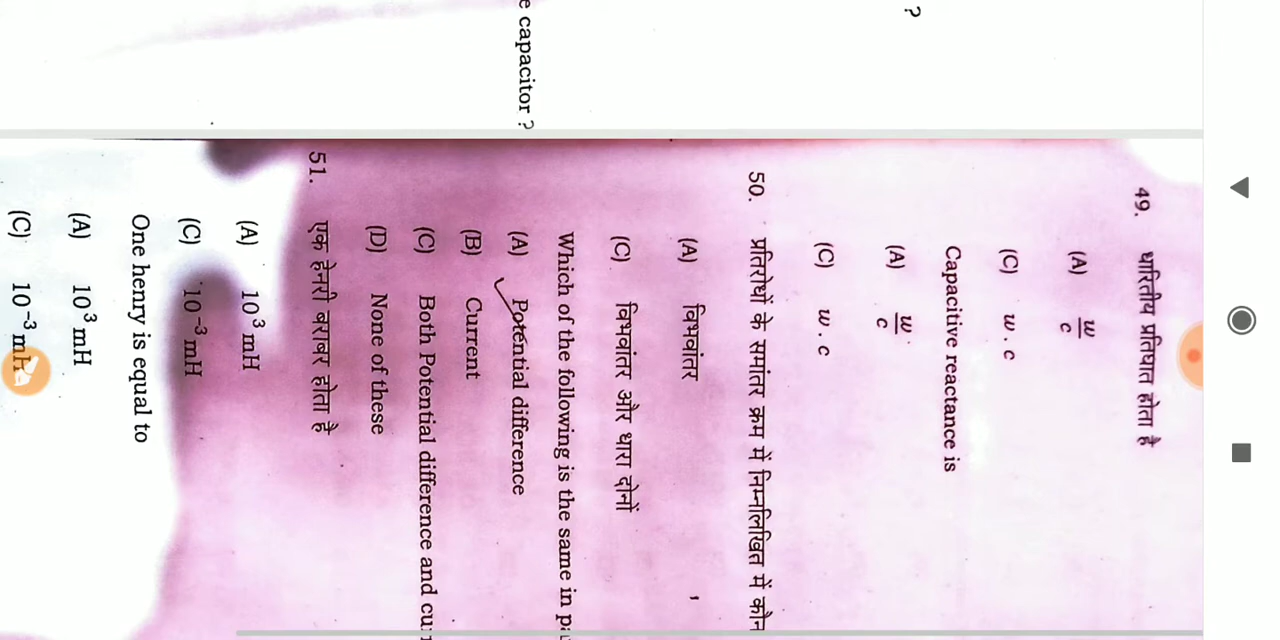 ?
e capacitor ?
49. धारितीय प्रतिघात होता है
(A) w/c
(C) w . c
Capacitive reactance is
(A) w/c
(C) w . c
50. प्रतिरोधों के समांतर क्रम में निम्नलिखित में कौन
(A) विभवांतर
(C) विभवांतर और धारा दोनों
Which of the following is the same in
(A) Potential difference
(B) Current
(C) Both Potential difference and
(D) None of these
51. एक हेनरी बराबर होता है
(A) 10³ mH
(C) 10⁻³ mH
One henry is equal to
(A) 10³ mH
(C) 10⁻³ mH